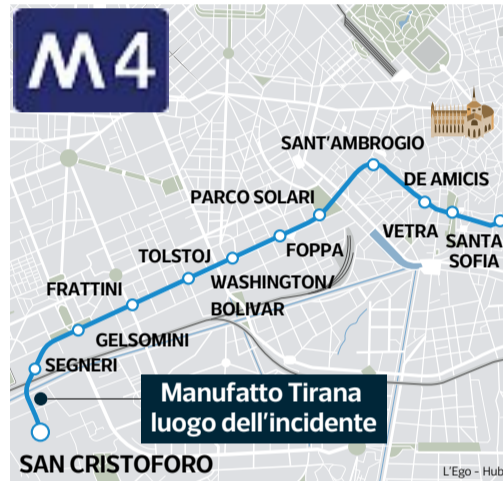 M4
SANT'AMBROGIO
DE AMICIS
PARCO SOLARI
VETRA
SANTA
SOFIA
FOPPA
TOLSTOJ
WASHINGTON/
BOLIVAR
FRATTINI
GELSOMINI
SEGNERI
Manufatto Tirana
luogo dell'incidente
SAN CRISTOFORO
L'Ego - Hub